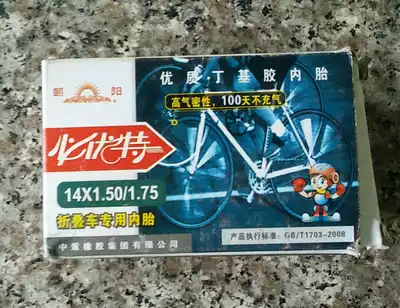 朝阳
优质丁基胶内胎
高气密性，100天不充气
必优特
14X1.50/1.75
折叠车专用内胎
中策橡胶集团有限公司
产品执行标准：GB/T1703-2008